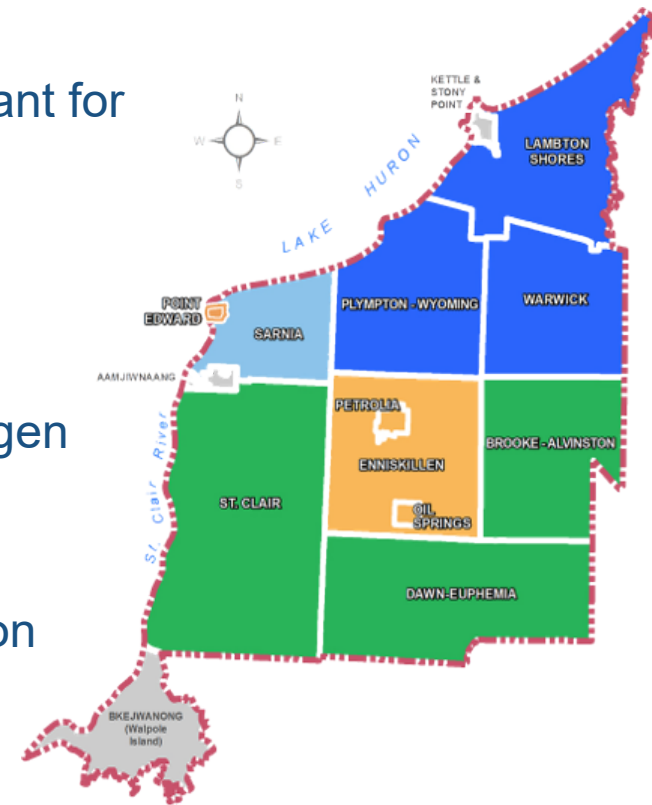 ant for
gen
on
N
W
E
S
KETTLE &
STONY
POINT
LAMBTON
SHORES
LAKE HURON
POINT
EDWARD
PLYMPTON - WYOMING
WARWICK
SARNIA
AAMJIWNAANG
PETROLIA
BROOKE - ALVINSTON
St. Clair River
ENNISKILLEN
ST. CLAIR
OIL
SPRINGS
DAWN-EUPHEMIA
BKEJWANONG
(Walpole
Island)